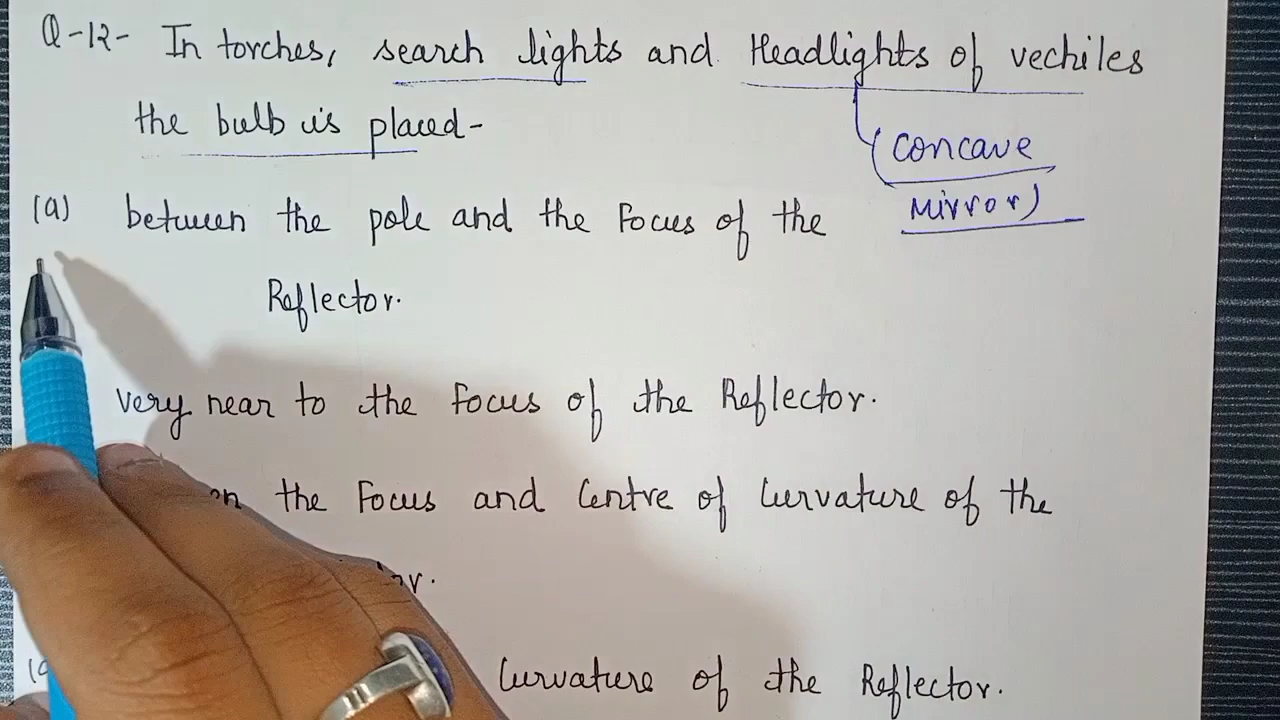 Q-12- In torches, search lights and Headlights of vechiles
the bulb is placed-
(concave
mirror)
(a) between the pole and the Focus of the
Reflector.
very near to the Focus of the Reflector.
the Focus and Centre of Curvature of the
Curvature of the Reflector.